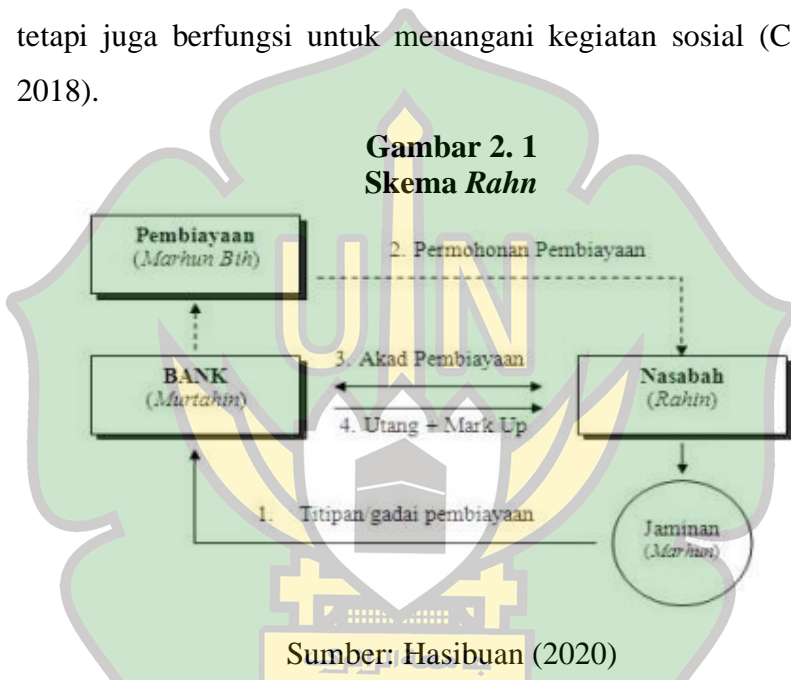 tetapi juga berfungsi untuk menangani kegiatan sosial (C
2018).
Gambar 2. 1
Skema Rahn
Pembiayaan
(Marhun Bih)
2. Permohonan Pembiayaan
3. Akad Pembiayaan
BANK
(Murtahin)
Nasabah
(Rahin)
4. Utang + Mark Up
1. Titipan/gadai pembiayaan
Jaminan
(Marhun)
UIN
Sumber: Hasibuan (2020)